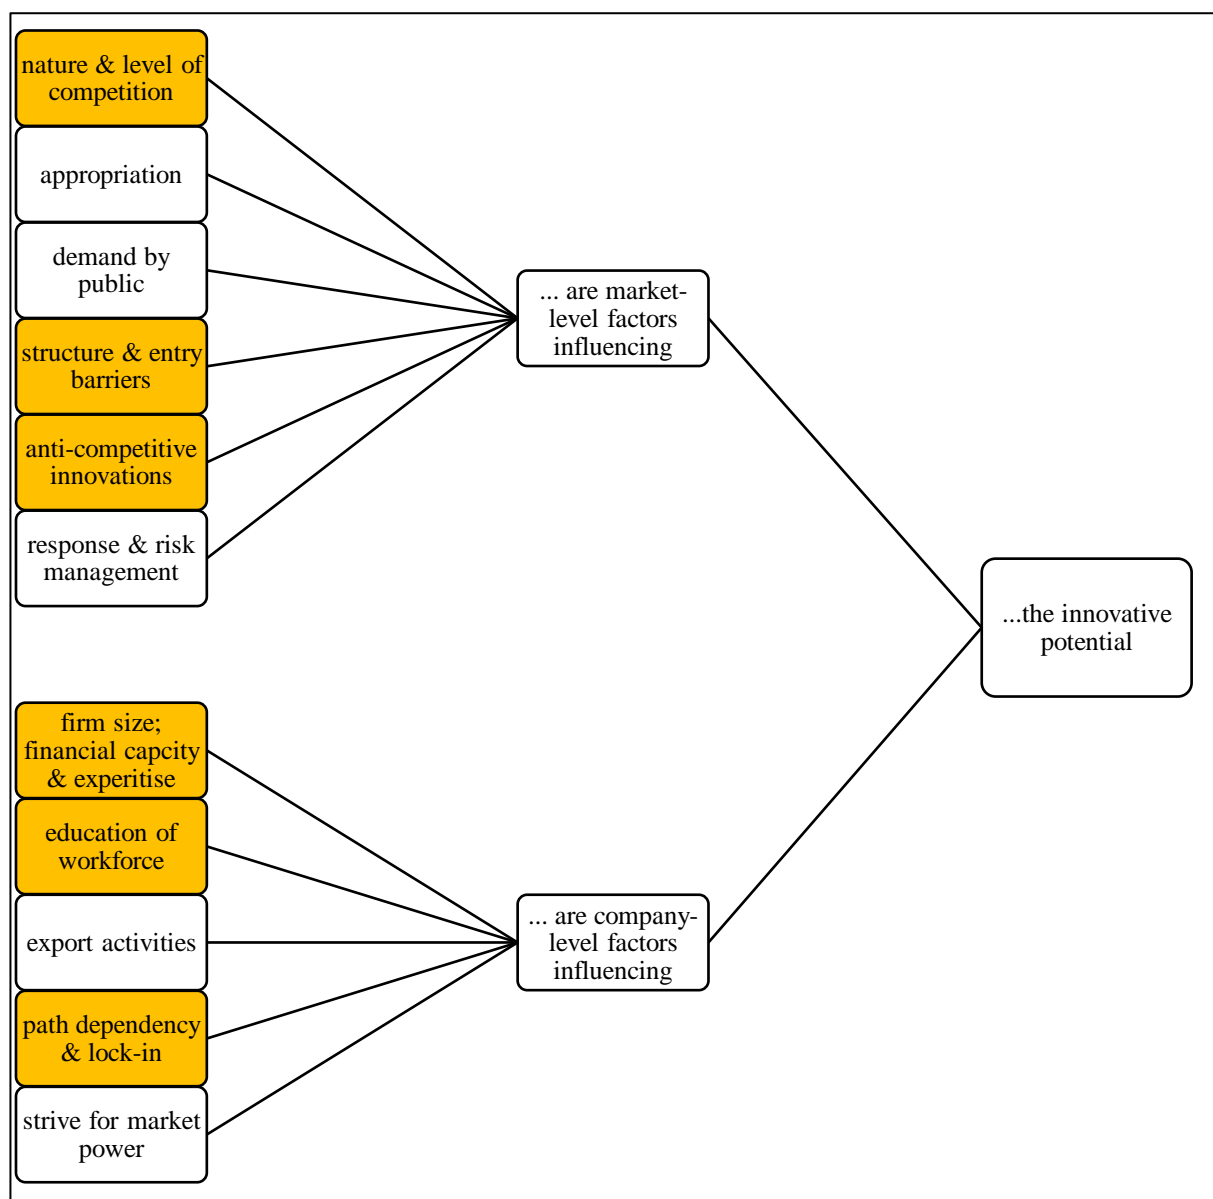 nature & level of
competition
appropriation
demand by
public
structure & entry
barriers
anti-competitive
innovations
response & risk
management
... are market-
level factors
influencing
firm size;
financial capcity
& experitise
education of
workforce
export activities
path dependency
& lock-in
strive for market
power
... are company-
level factors
influencing
...the innovative
potential